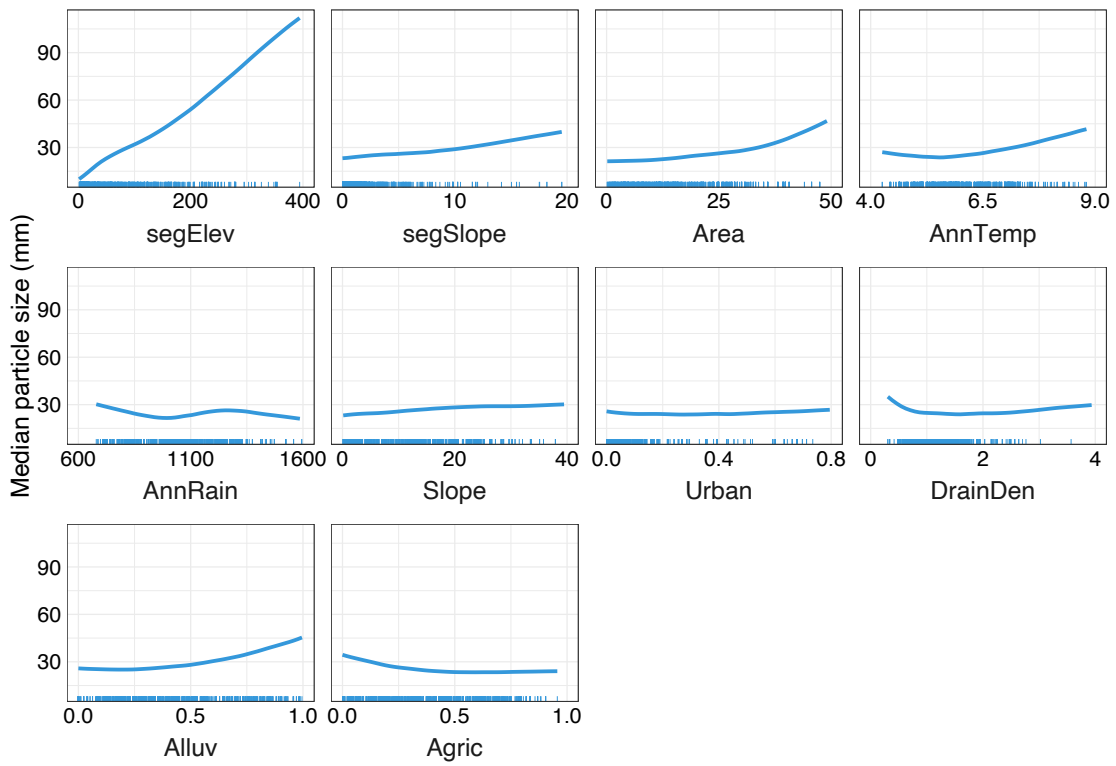 Median particle size (mm)
90
60
30
0 200 400
segElev
0 10 20
segSlope
0 25 50
Area
4.0 6.5 9.0
AnnTemp
90
60
30
600 1100 1600
AnnRain
0 20 40
Slope
0.0 0.4 0.8
Urban
0 2 4
DrainDen
90
60
30
0.0 0.5 1.0
Alluv
0.0 0.5 1.0
Agric